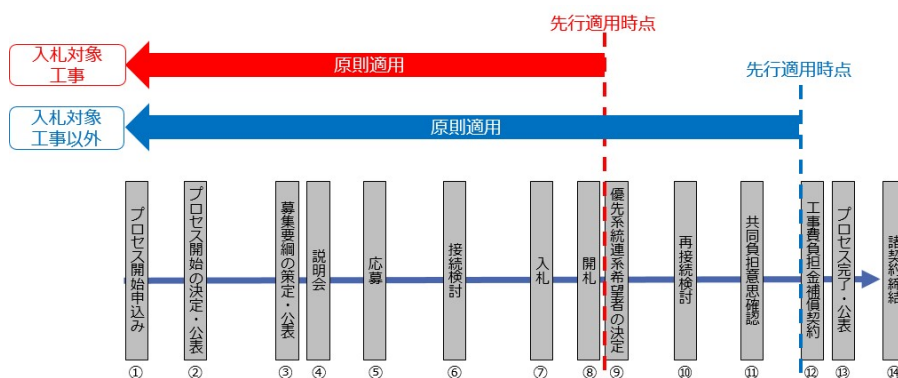 先行適用時点
入札対象
工事
原則適用
先行適用時点
入札対象
工事以外
原則適用
プロセス開始申込み
プロセス開始の決定・公表
募集要綱の策定・公表
説明会
応募
接続検討
入札
開札
優先系統連系希望者の決定
再接続検討
共同負担意思確認
工事費負担金補償契約
プロセス完了・公表
諸契約締結
① ② ③ ④ ⑤ ⑥ ⑦ ⑧ ⑨ ⑩ ⑪ ⑫ ⑬ ⑭